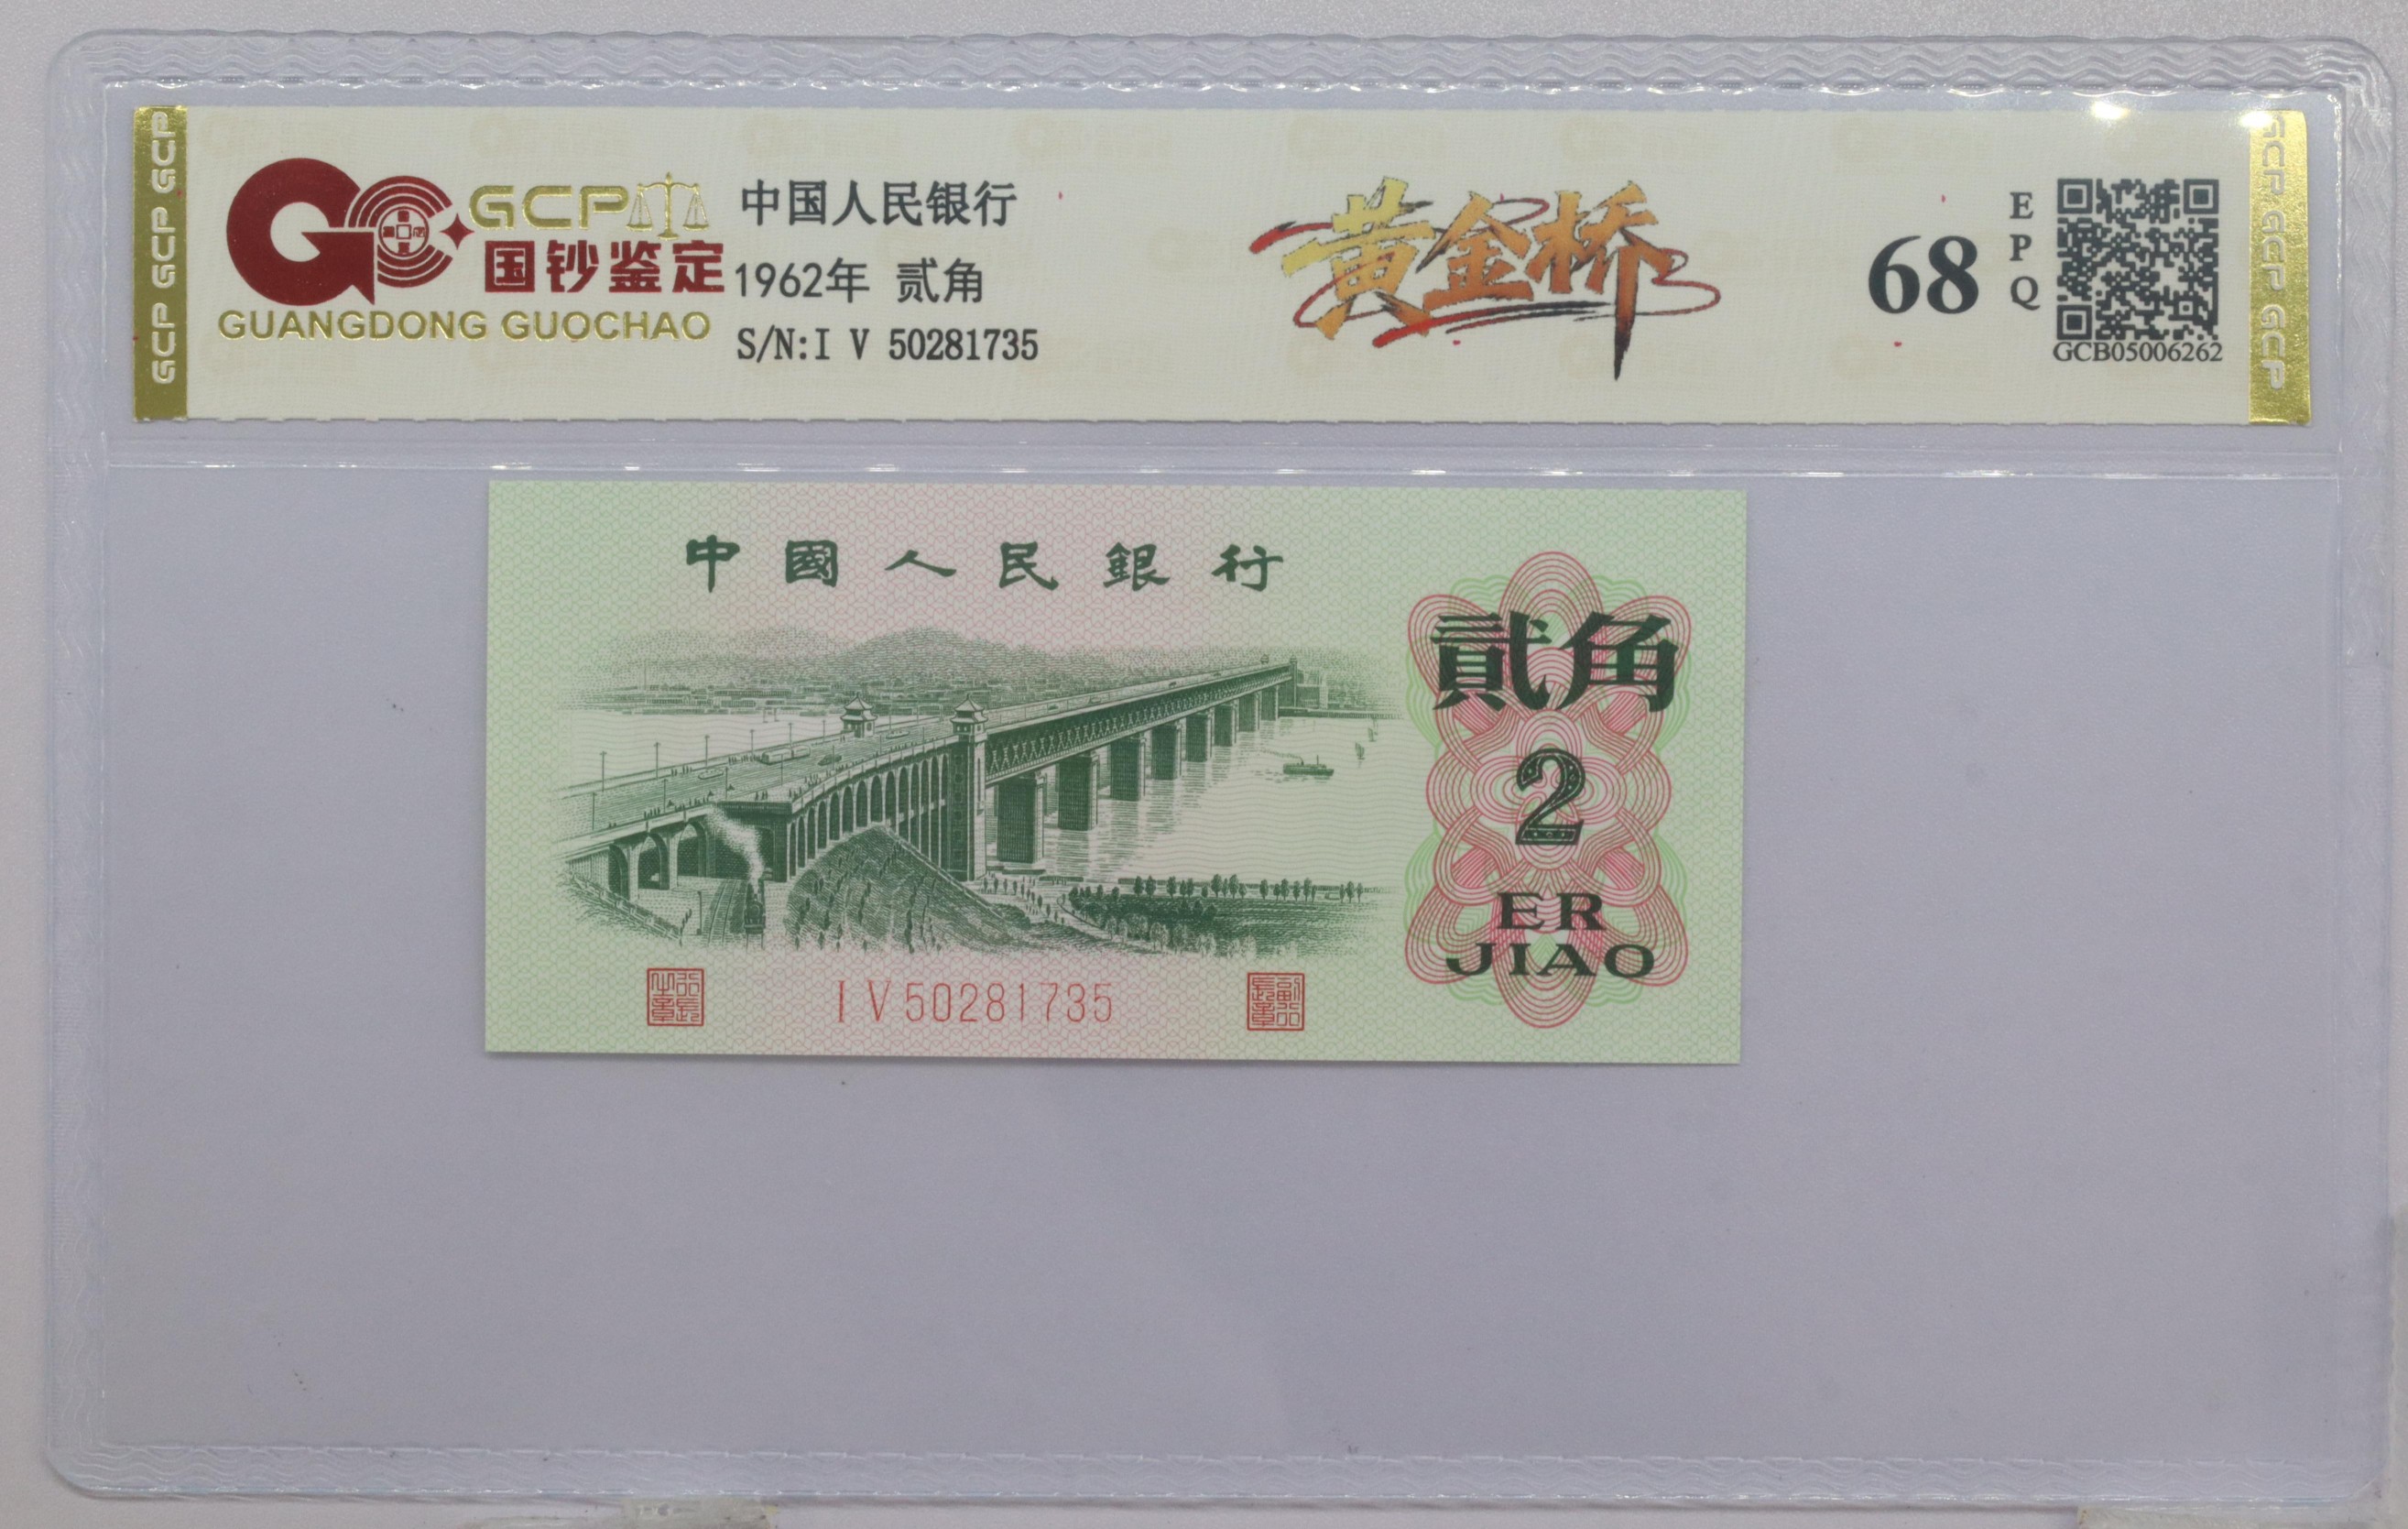 GCP GCP GCP
GCP
国钞鉴定
GUANGDONG GUOCHAO
中国人民银行
1962年 贰角
S/N:I V 50281735
黄金桥
68
E
P
Q
GCB05006262
GCP GCP GCP
中國人民銀行
貳角
2
ER
JIAO
I V 50281735